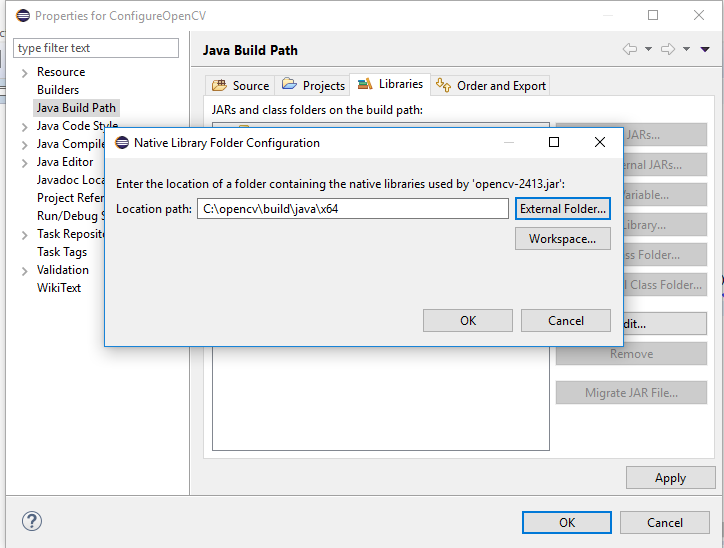 Properties for ConfigureOpenCV
type filter text
Java Build Path
Resource
Builders
Java Build Path
Java Code Style
Java Compile
Java Editor
Javadoc Loca
Project Refer
Run/Debug S
Task Reposito
Task Tags
Validation
WikiText
Source
Projects
Libraries
Order and Export
JARs and class folders on the build path:
JARs...
ernal JARs...
Variable...
Library...
ss Folder...
l Class Folder...
dit...
Remove
Migrate JAR File...
Native Library Folder Configuration
Enter the location of a folder containing the native libraries used by 'opencv-2413.jar':
Location path: C:\opencv\build\java\x64
External Folder...
Workspace...
OK Cancel
Apply
? OK Cancel